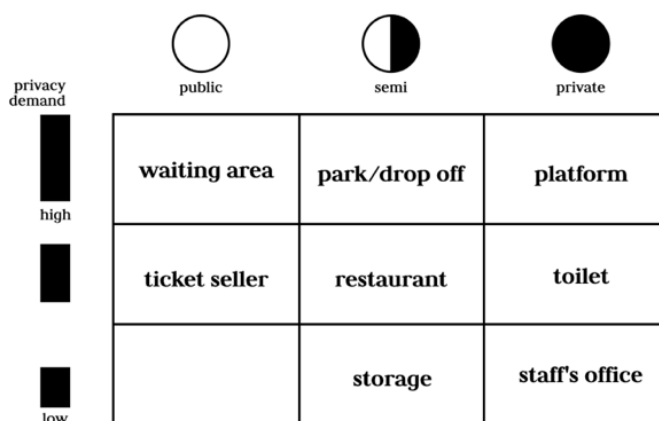 public semi private
privacy
demand
waiting area park/drop off platform
high
ticket seller restaurant toilet
storage staff's office
low